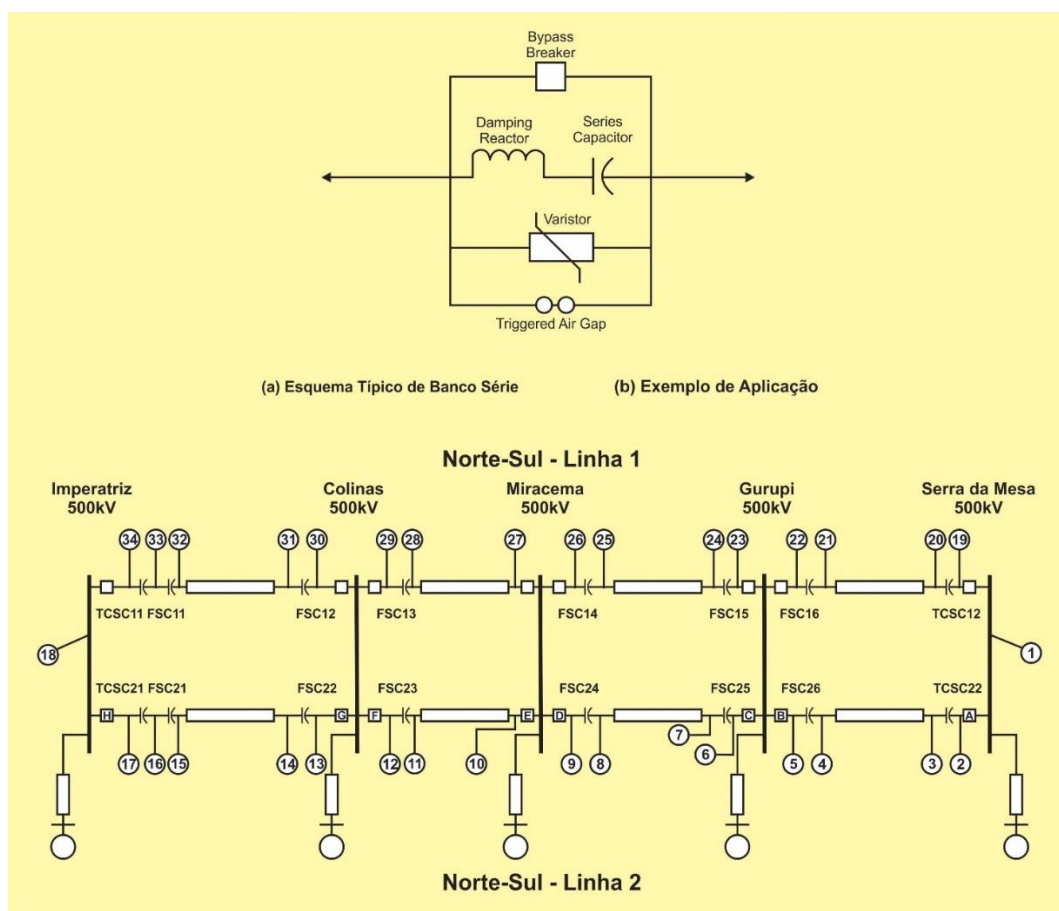 Bypass
Breaker
Damping
Reactor
Series
Capacitor
Varistor
Triggered Air Gap
(a) Esquema Típico de Banco Série
(b) Exemplo de Aplicação
Norte-Sul - Linha 1
Imperatriz
500kV
Colinas
500kV
Miracema
500kV
Gurupi
500kV
Serra da Mesa
500kV
34 33 32 31 30 29 28 27 26 25 24 23 22 21 20 19
TCSC11 FSC11 FSC12 FSC13 FSC14 FSC15 FSC16 TCSC12
18 1
TCSC21 FSC21 FSC22 FSC23 FSC24 FSC25 FSC26 TCSC22
H G F E D C B A
17 16 15 14 13 12 11 10 9 8 7 6 5 4 3 2
Norte-Sul - Linha 2